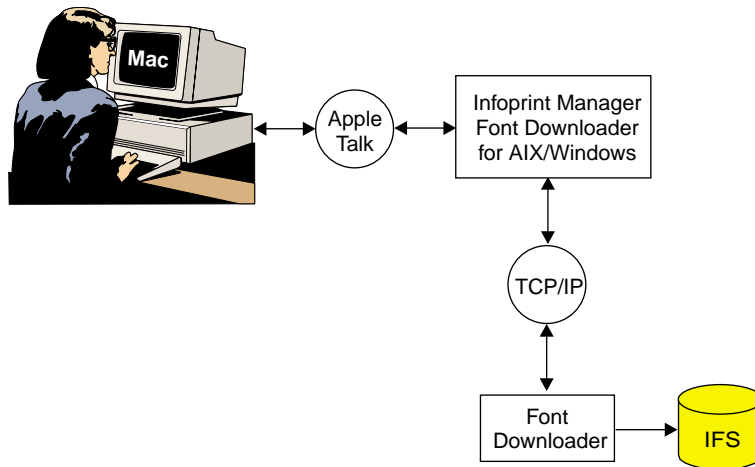 Mac
Apple
Talk
Infoprint Manager
Font Downloader
for AIX/Windows
TCP/IP
Font
Downloader
IFS